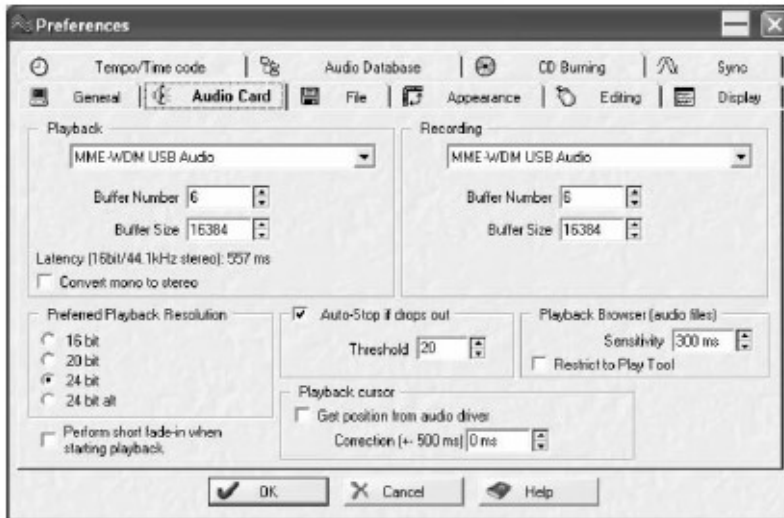 Preferences
Tempo/Time code Audio Database CD Burning Sync
General Audio Card File Appearance Editing Display
Playback
MME-WDM USB Audio
Buffer Number 6
Buffer Size 16384
Latency (16bit/44.1kHz stereo): 557 ms
Convert mono to stereo
Recording
MME-WDM USB Audio
Buffer Number 6
Buffer Size 16384
Preferred Playback Resolution
16 bit
20 bit
24 bit
24 bit alt
Perform short fade-in when
starting playback
Auto-Stop if drops out
Threshold 20
Playback Browser (audio files)
Sensitivity 300 ms
Restrict to Play Tool
Playback cursor
Get position from audio driver
Correction (+- 500 ms) 0 ms
OK Cancel Help